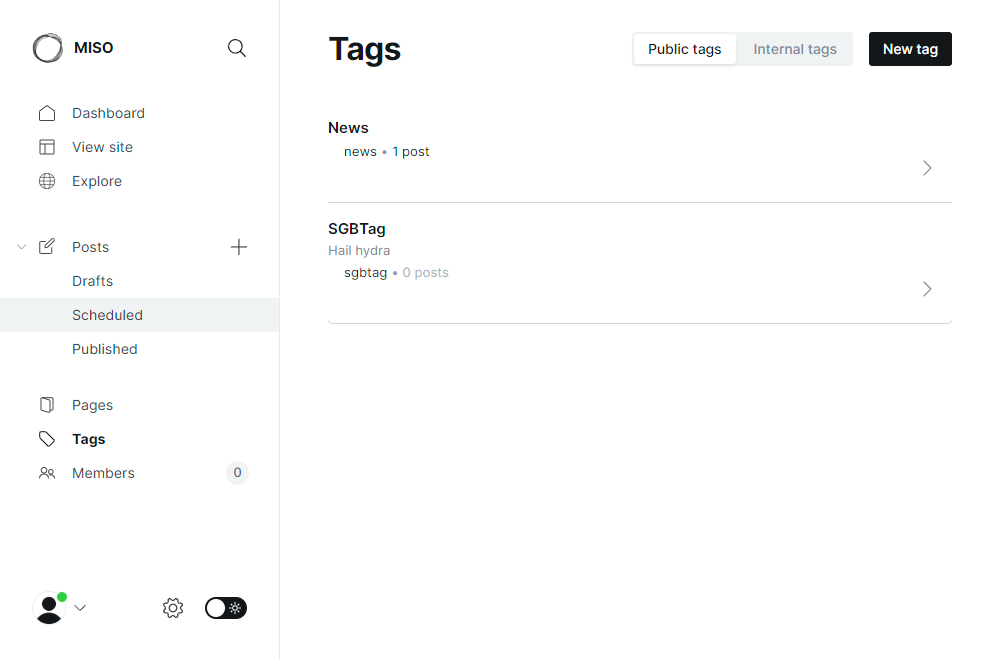 MISO
Dashboard
View site
Explore
Posts
Drafts
Scheduled
Published
Pages
Tags
Members 0
Tags
Public tags Internal tags New tag
News
news • 1 post
SGBTag
Hail hydra
sgbtag • 0 posts